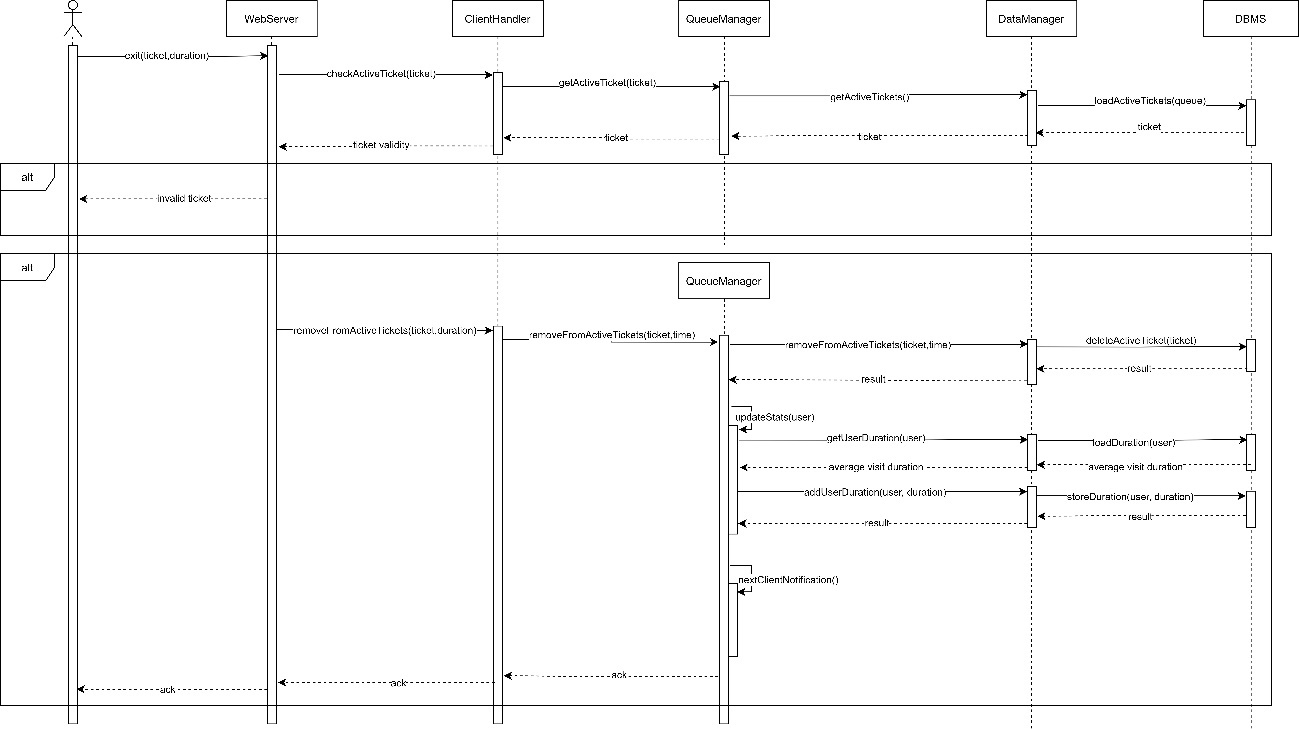 WebServer
ClientHandler
QueueManager
DataManager
DBMS
exit(ticket,duration)
checkActiveTicket(ticket)
getActiveTicket(ticket)
getActiveTickets()
loadActiveTickets(queue)
ticket
ticket
ticket
ticket validity
alt
invalid ticket
alt
QueueManager
removeFromActiveTickets(ticket,duration)
removeFromActiveTickets(ticket,time)
removeFromActiveTickets(ticket,time)
deleteActiveTicket(ticket)
result
result
updateStats(user)
getUserDuration(user)
loadDuration(user)
average visit duration
average visit duration
addUserDuration(user, duration)
storeDuration(user, duration)
result
result
nextClientNotification()
ack
ack
ack